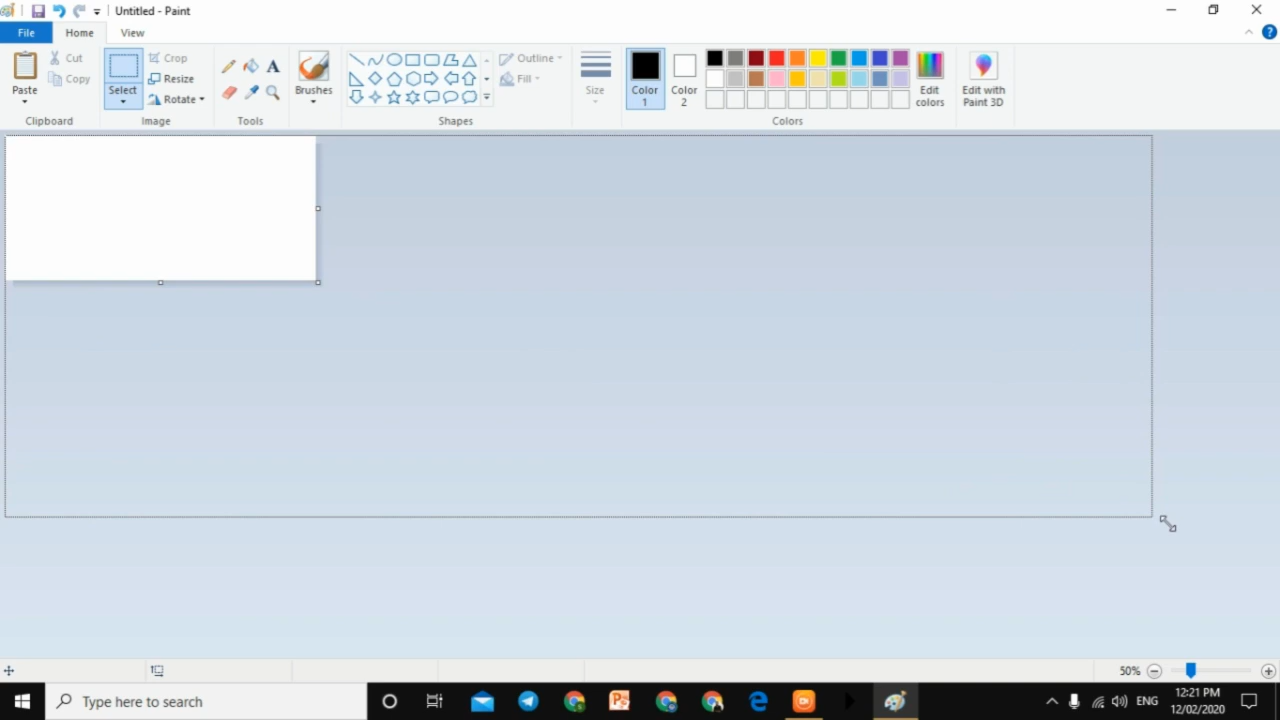 Untitled - Paint
File Home View
Paste
Cut
Copy
Clipboard
Select
Crop
Resize
Rotate
Image
A
Tools
Brushes
Outline
Fill
Shapes
Size
Color 1
Color 2
Edit colors
Edit with Paint 3D
Colors
50%
Type here to search
ENG
12:21 PM
12/02/2020